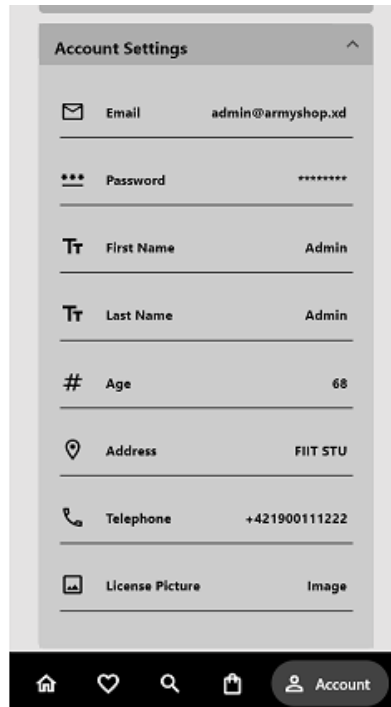 Account Settings
Email admin@armyshop.xd
Password ********
First Name Admin
Last Name Admin
Age 68
Address FIIT STU
Telephone +421900111222
License Picture Image
Account